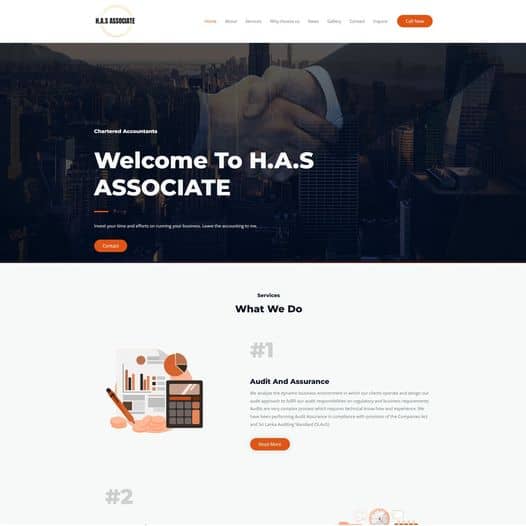 H.A.S ASSOCIATE
Home About Services Why choose us News Gallery Contact Inquire Call Now
Chartered Accountants
Welcome To H.A.S
ASSOCIATE
Invest your time and efforts on running your business. Leave the accounting to me.
Contact
Services
What We Do
#1
Audit And Assurance
We analyze the dynamic business environment in which our clients operate and design our
audit approach to fulfill our audit responsibilities on regulatory and business requirements.
Audits are very complex process which requires technical know-how and experience. We
have been performing Audit Assurance in compliance with provision of the Companies Act
and Sri Lanka Auditing Standard (SLAuS)
Read More
#2